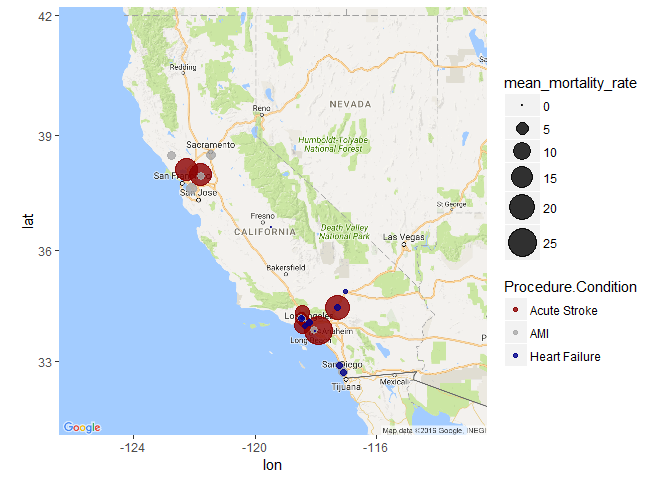 42
39
36
33
lat
-124
-120
-116
lon
Redding
Reno
NEVADA
Humboldt-Toiyabe
National Forest
Sacramento
San Fran
San Jose
St George
Fresno
CALIFORNIA
Death Valley
National Park
Las Vegas
Bakersfield
Los Angeles
Anaheim
Long Beach
San Diego
Tijuana
Mexicali
Google
Map data ©2016 Google, INEGI
mean_mortality_rate
0
5
10
15
20
25
Procedure.Condition
Acute Stroke
AMI
Heart Failure